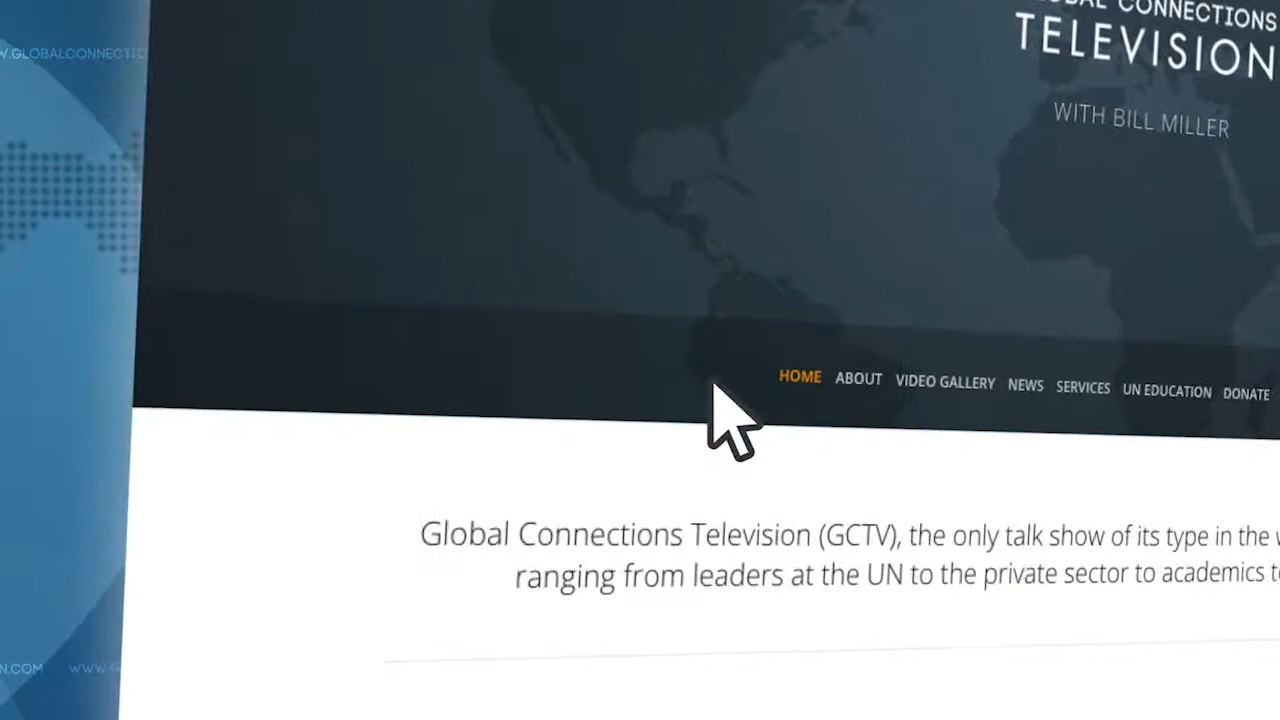 CONNECTIONS
TELEVISION
WITH BILL MILLER
HOME ABOUT VIDEO GALLERY NEWS SERVICES UN EDUCATION DONATE
Global Connections Television (GCTV), the only talk show of its type in the
ranging from leaders at the UN to the private sector to academics